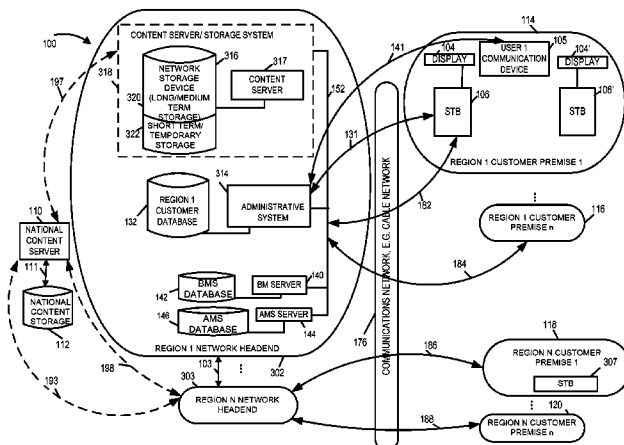 100
CONTENT SERVER/ STORAGE SYSTEM
316
317
NETWORK
STORAGE
DEVICE
(LONG/MEDIUM
TERM
STORAGE)
CONTENT
SERVER
318
320
322
SHORT TERM/
TEMPORARY
STORAGE
152
197
314
REGION 1
CUSTOMER
DATABASE
132
ADMINISTRATIVE
SYSTEM
110
NATIONAL
CONTENT
SERVER
111
NATIONAL
CONTENT
STORAGE
112
BMS
DATABASE
142
BM SERVER
140
146
AMS DATABASE
AMS SERVER
144
REGION 1 NETWORK HEADEND
302
103
...
193
198
303
REGION N NETWORK
HEADEND
141
131
COMMUNICATIONS NETWORK, E.G. CABLE NETWORK
176
114
104
DISPLAY
USER 1
COMMUNICATION
DEVICE
105
104'
DISPLAY
STB
106
STB
106'
REGION 1 CUSTOMER PREMISE 1
182
...
REGION 1 CUSTOMER
PREMISE n
116
184
...
118
186
REGION N CUSTOMER
PREMISE 1
307
STB
...
120
188
REGION N CUSTOMER
PREMISE n